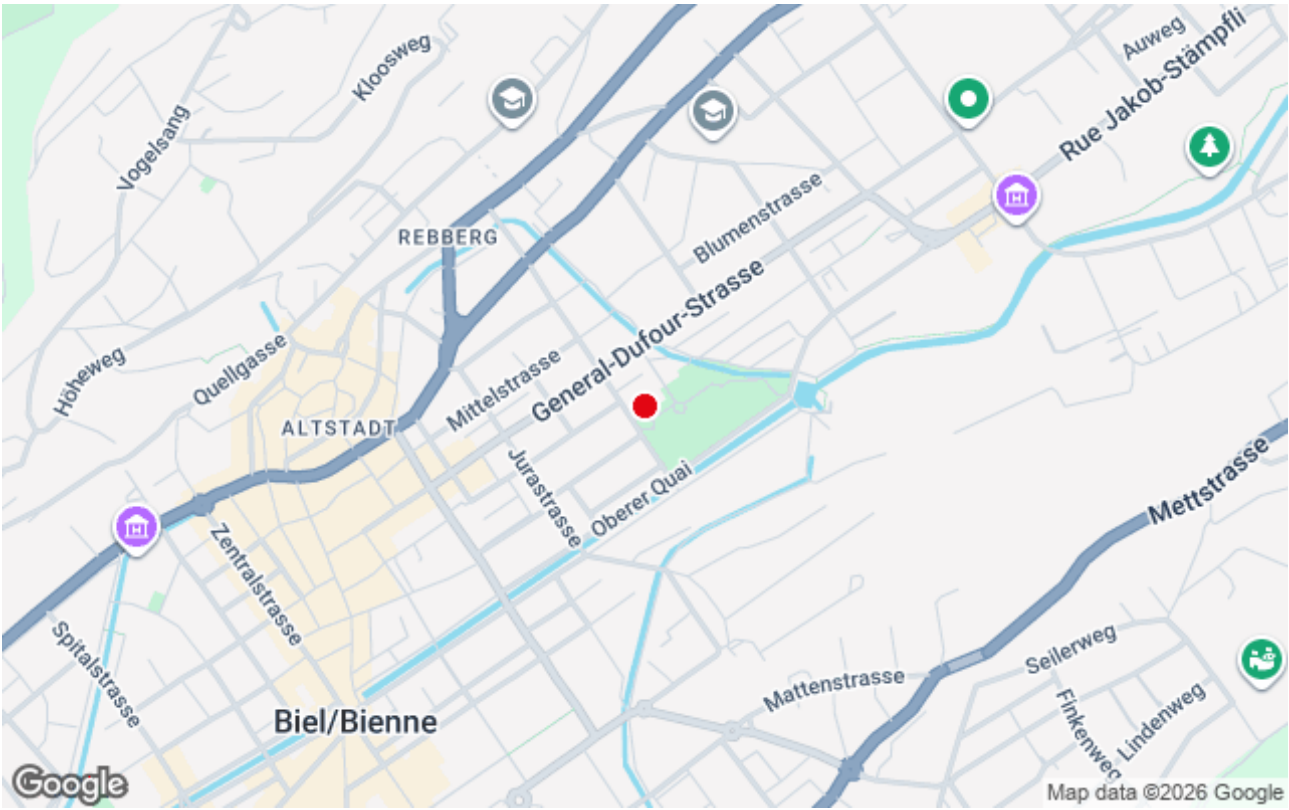 Auweg
Kloosweg
Rue Jakob-Stämpfli
Vogelsang
Blumenstrasse
REBBERG
General-Dufour-Strasse
Höheweg
Quellgasse
Mittelstrasse
ALTSTADT
Jurastrasse
Oberer Quai
Mettstrasse
Zentralstrasse
Spitalstrasse
Seilerweg
Mattenstrasse
Finkenweg
Lindenweg
Biel/Bienne
H
H
Google
Map data ©2026 Google